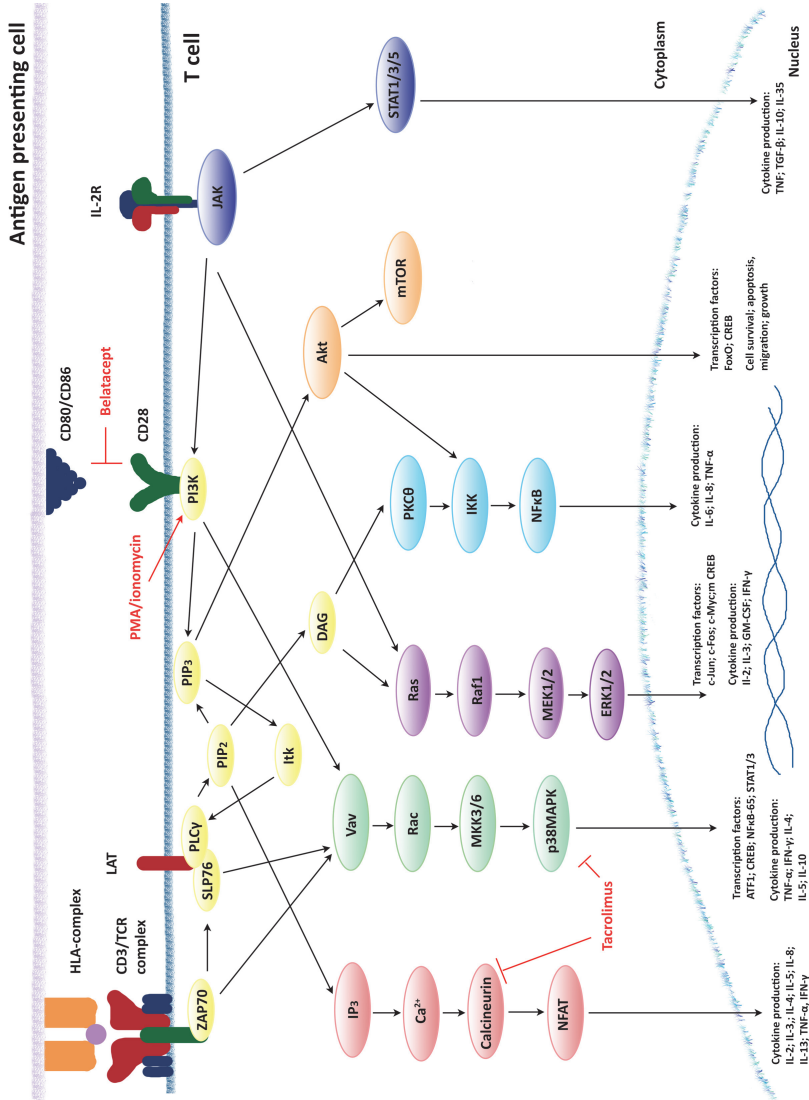 Antigen presenting cell
HLA-complex
CD80/CD86
Belatacept
CD3/TCR
complex
LAT
PMA/ionomycin
CD28
IL-2R
T cell
ZAP70
SLP76
PLCγ
PIP2
PIP3
PI3K
JAK
Itk
DAG
Akt
mTOR
STAT1/3/5
IP3
Ca2+
Calcineurin
NFAT
Vav
Rac
MKK3/6
p38MAPK
Tacrolimus
Ras
Raf1
MEK1/2
ERK1/2
PKCθ
IKK
NFκB
Cytoplasm
Nucleus
Cytokine production:
IL-2; IL-3,; IL-4; IL-5; IL-8;
IL-13; TNF-α, IFN-γ
Transcription factors:
ATF1; CREB; NFκB-65; STAT1/3
Cytokine production:
TNF-α; IFN-γ; IL-4;
IL-5; IL-10
Transcription factors:
c-Jun; c-Fos; c-Myc;m CREB
Cytokine production:
Il-2; IL-3; GM-CSF; IFN-γ
Cytokine production:
IL-6; IL-8; TNF-α
Transcription factors:
FoxO; CREB
Cell survival; apoptosis,
migration; growth
Cytokine production:
TNF; TGF-β; IL-10; IL-35